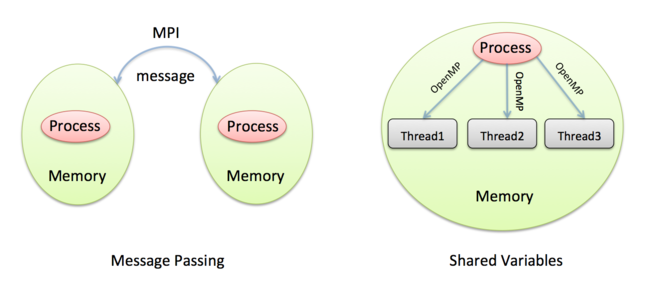 MPI
message
Process
Memory
Process
Memory
Message Passing
Process
OpenMP
OpenMP
OpenMP
Thread1
Thread2
Thread3
Memory
Shared Variables